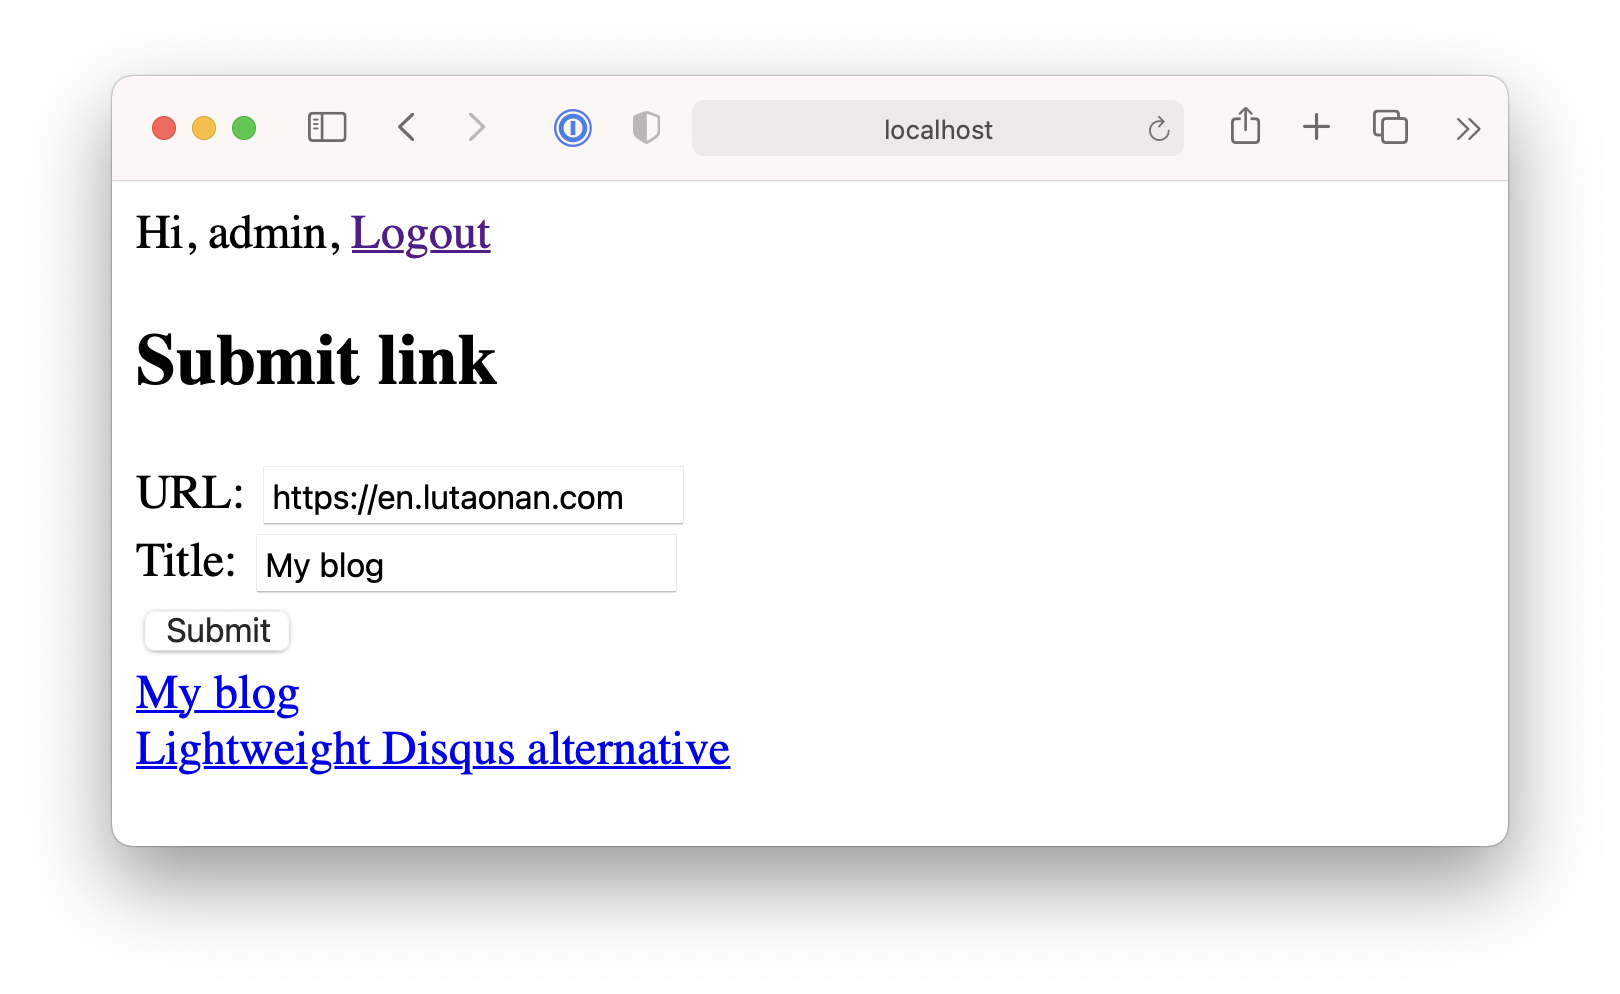 localhost
Hi, admin, Logout
Submit link
URL: https://en.lutaonan.com
Title: My blog
Submit
My blog
Lightweight Disqus alternative